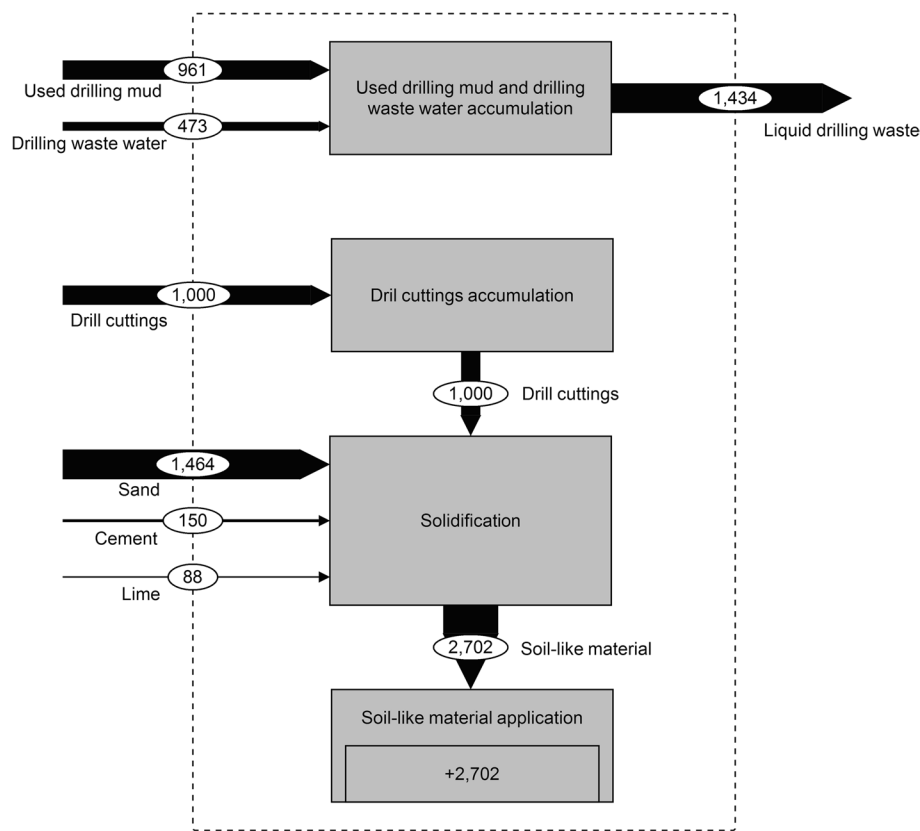 961
Used drilling mud
473
Drilling waste water
Used drilling mud and drilling
waste water accumulation
1,434
Liquid drilling waste
1,000
Drill cuttings
Dril cuttings accumulation
1,000
Drill cuttings
1,464
Sand
150
Cement
88
Lime
Solidification
2,702
Soil-like material
Soil-like material application
+2,702